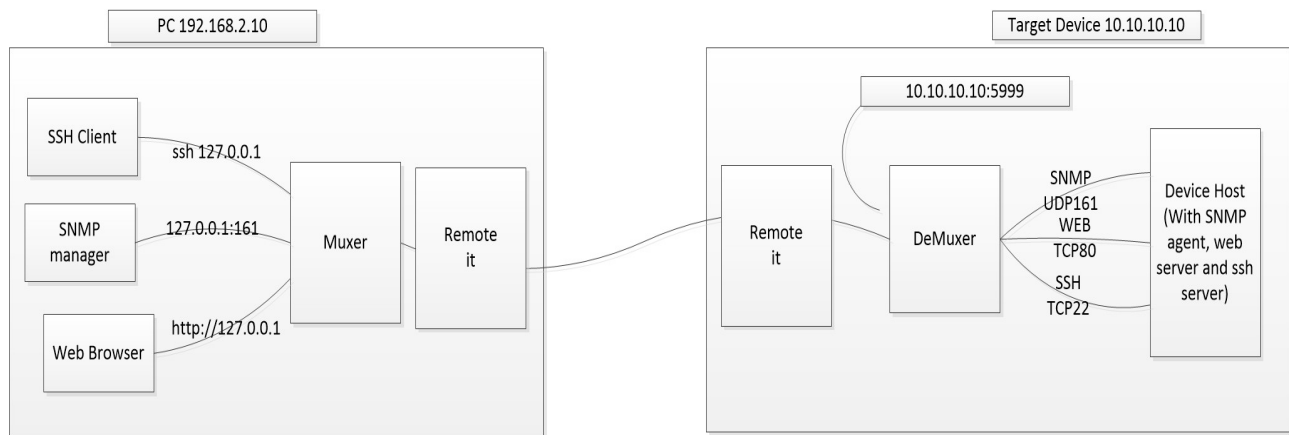 PC 192.168.2.10
SSH Client
ssh 127.0.0.1
SNMP
manager
127.0.0.1:161
Web Browser
http://127.0.0.1
Muxer
Remote
it
Target Device 10.10.10.10
10.10.10.10:5999
Remote
it
DeMuxer
SNMP
UDP161
WEB
TCP80
SSH
TCP22
Device Host
(With SNMP
agent, web
server and ssh
server)